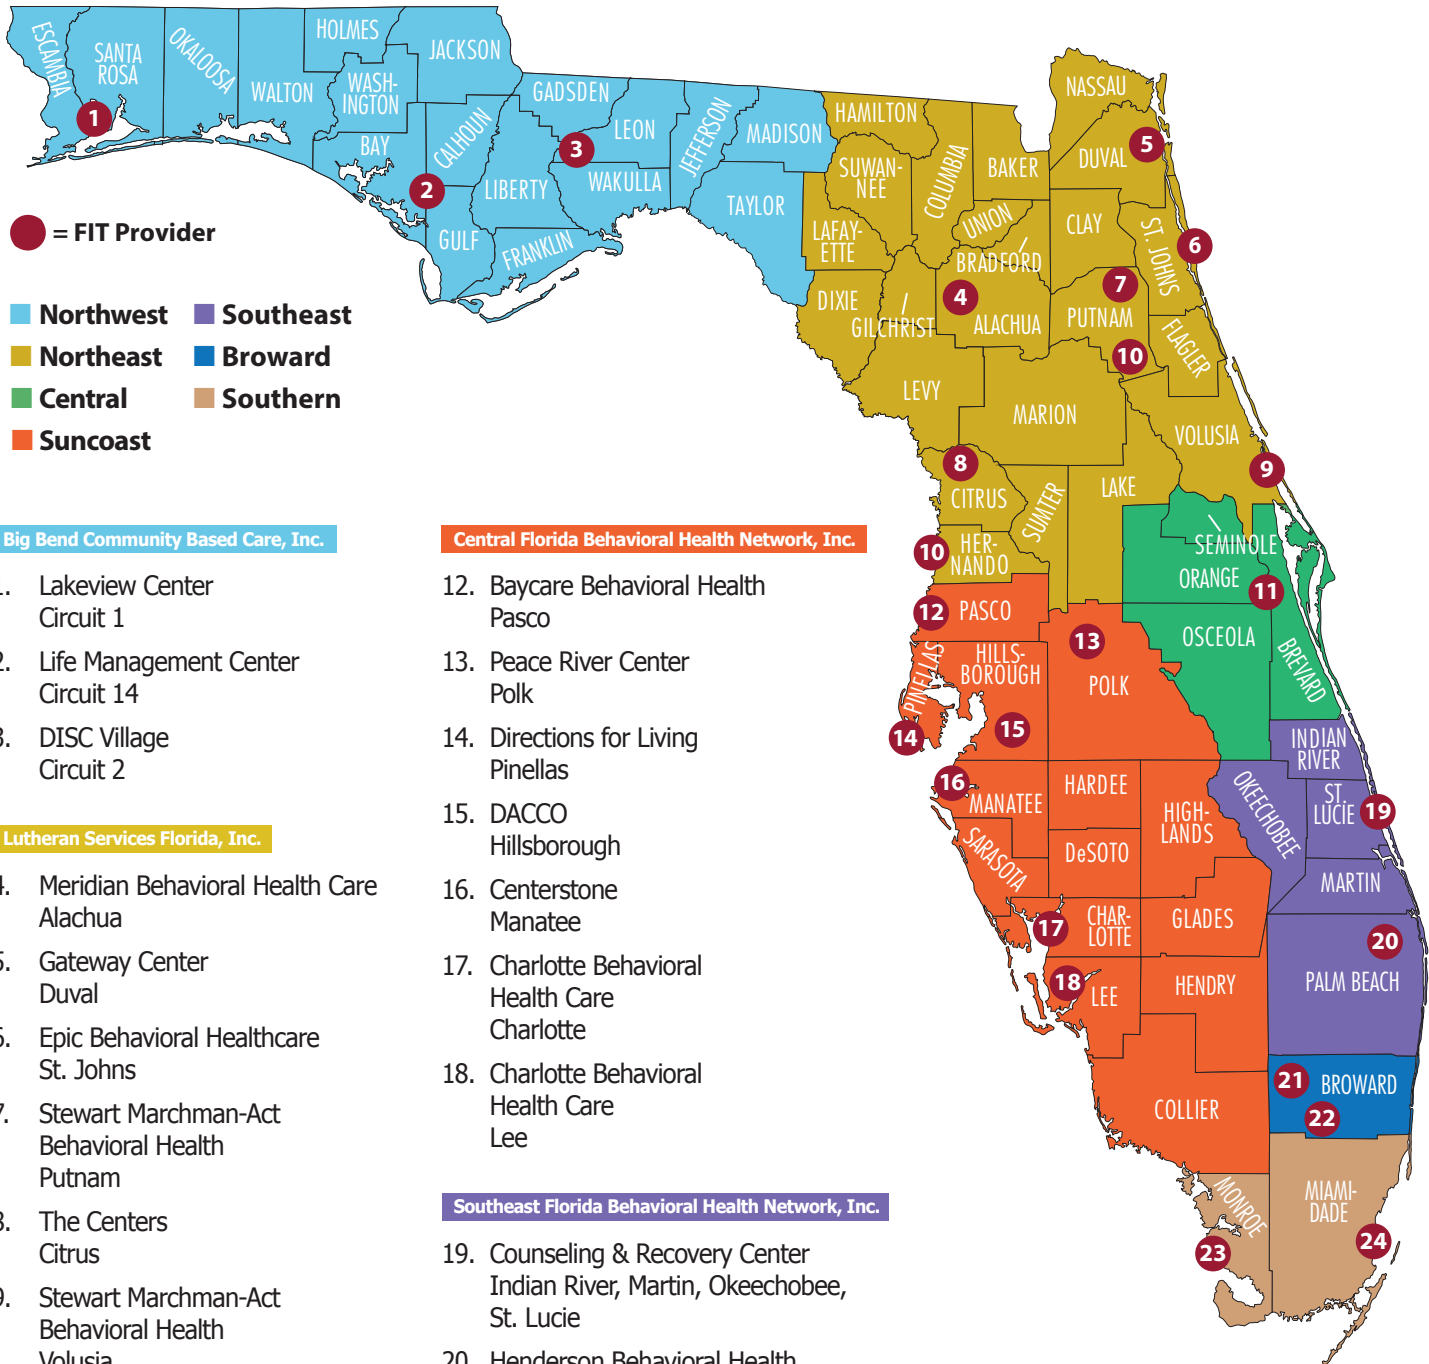 ESCAMBIA
SANTA
ROSA
OKALOOSA
WALTON
HOLMES
WASH-
INGTON
JACKSON
BAY
CALHOUN
GULF
GADSDEN
LIBERTY
FRANKLIN
LEON
WAKULLA
JEFFERSON
MADISON
TAYLOR
HAMILTON
SUWAN-
NEE
LAFAY-
ETTE
DIXIE
GILCHRIST
COLUMBIA
BAKER
UNION
BRADFORD
ALACHUA
NASSAU
DUVAL
CLAY
ST. JOHNS
PUTNAM
FLAGLER
LEVY
MARION
VOLUSIA
CITRUS
SUMTER
LAKE
HER-
NANDO
SEMINOLE
ORANGE
OSCEOLA
BREVARD
PASCO
PINELLAS
HILLS-
BOROUGH
POLK
MANATEE
HARDEE
HIGH-
LANDS
SARASOTA
DeSOTO
CHAR-
LOTTE
GLADES
LEE
HENDRY
COLLIER
INDIAN
RIVER
OKEECHOBEE
ST.
LUCIE
MARTIN
PALM BEACH
BROWARD
MONROE
MIAMI-
DADE
1
2
3
4
5
6
7
10
8
9
10
11
12
13
14
15
16
17
18
19
20
21
22
23
24
= FIT Provider
Northwest
Northeast
Central
Suncoast
Southeast
Broward
Southern
Big Bend Community Based Care, Inc.
Lakeview Center
Circuit 1
Life Management Center
Circuit 14
DISC Village
Circuit 2
Lutheran Services Florida, Inc.
Meridian Behavioral Health Care
Alachua
Gateway Center
Duval
Epic Behavioral Healthcare
St. Johns
Stewart Marchman-Act
Behavioral Health
Putnam
The Centers
Citrus
Stewart Marchman-Act
Behavioral Health
Volusia
Central Florida Behavioral Health Network, Inc.
12. Baycare Behavioral Health
Pasco
13. Peace River Center
Polk
14. Directions for Living
Pinellas
15. DACCO
Hillsborough
16. Centerstone
Manatee
17. Charlotte Behavioral
Health Care
Charlotte
18. Charlotte Behavioral
Health Care
Lee
Southeast Florida Behavioral Health Network, Inc.
19. Counseling & Recovery Center
Indian River, Martin, Okeechobee,
St. Lucie
20. Henderson Behavioral Health